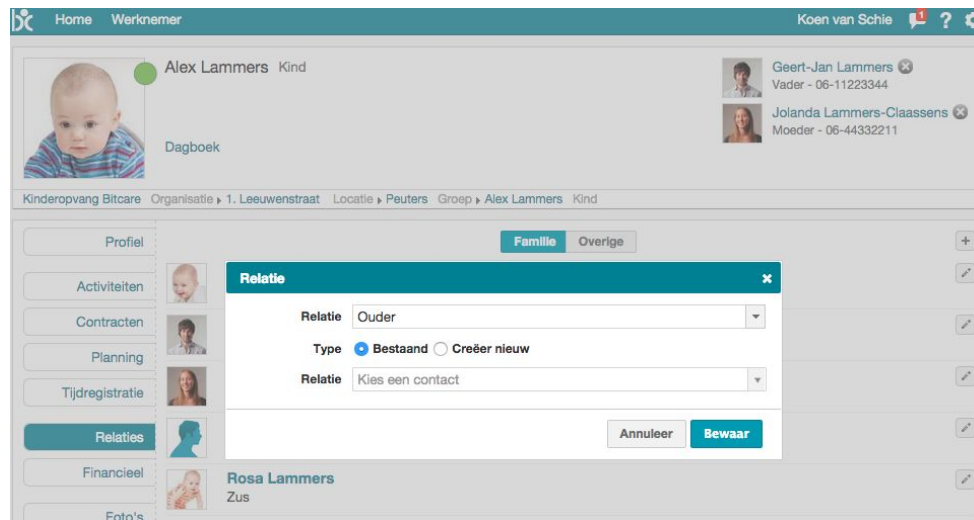 Home Werknemer Koen van Schie 1 ?
Alex Lammers Kind
Geert-Jan Lammers
Vader - 06-11223344
Jolanda Lammers-Claassens
Moeder - 06-44332211
Dagboek
Kinderopvang Bitcare Organisatie 1. Leeuwenstraat Locatie Peuters Groep Alex Lammers Kind
Profiel
Familie Overige
Activiteiten
Contracten
Planning
Tijdregistratie
Relaties
Financieel
Foto's
Relatie
Relatie Ouder
Type Bestaand Creëer nieuw
Relatie Kies een contact
Annuleer Bewaar
Rosa Lammers
Zus